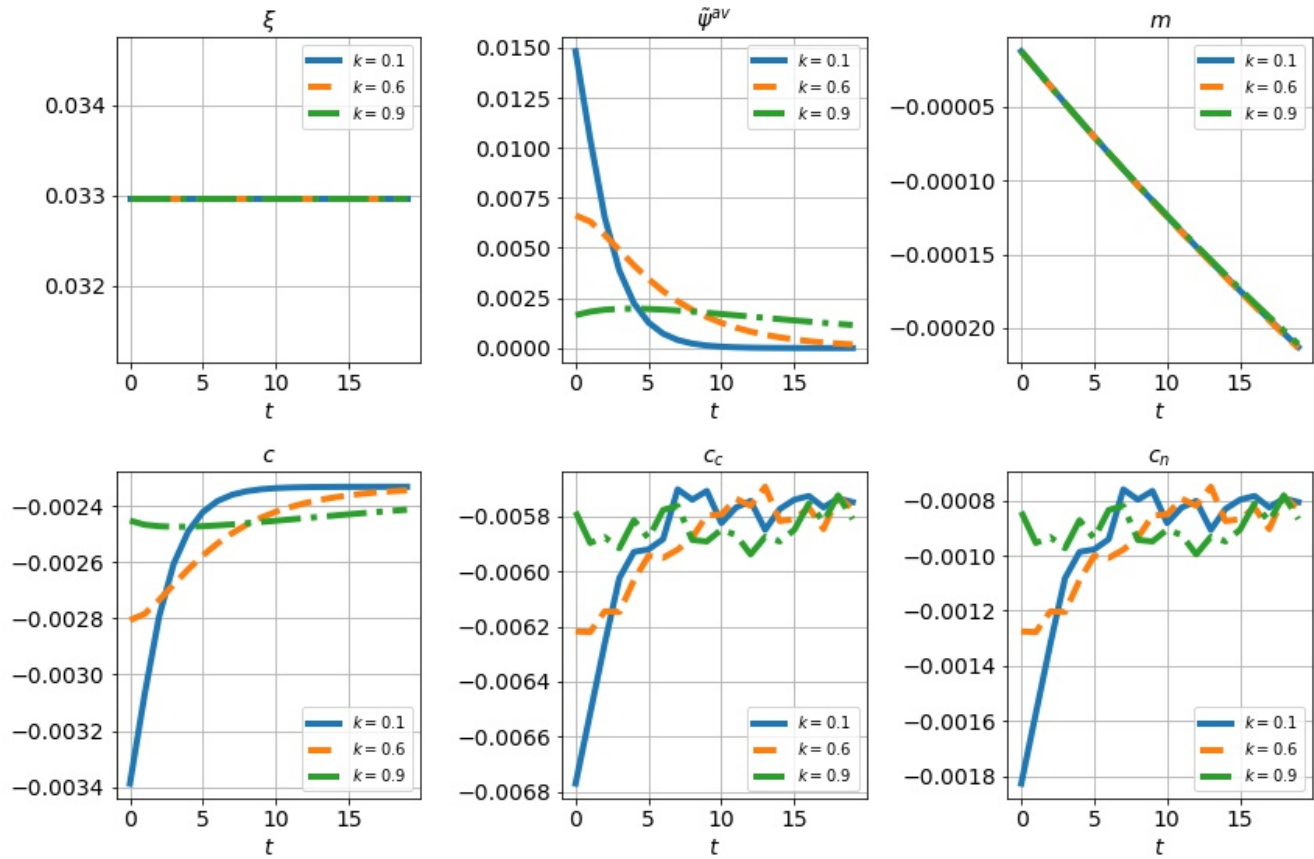 ξ
0.034
0.033
0.032
0 5 10 15
t
k = 0.1
k = 0.6
k = 0.9
ψ̃ᵃᵛ
0.0150
0.0125
0.0100
0.0075
0.0050
0.0025
0.0000
0 5 10 15
t
k = 0.1
k = 0.6
k = 0.9
m
−0.00005
−0.00010
−0.00015
−0.00020
0 5 10 15
t
k = 0.1
k = 0.6
k = 0.9
c
−0.0024
−0.0026
−0.0028
−0.0030
−0.0032
−0.0034
0 5 10 15
t
k = 0.1
k = 0.6
k = 0.9
c_c
−0.0058
−0.0060
−0.0062
−0.0064
−0.0066
−0.0068
0 5 10 15
t
k = 0.1
k = 0.6
k = 0.9
c_n
−0.0008
−0.0010
−0.0012
−0.0014
−0.0016
−0.0018
0 5 10 15
t
k = 0.1
k = 0.6
k = 0.9